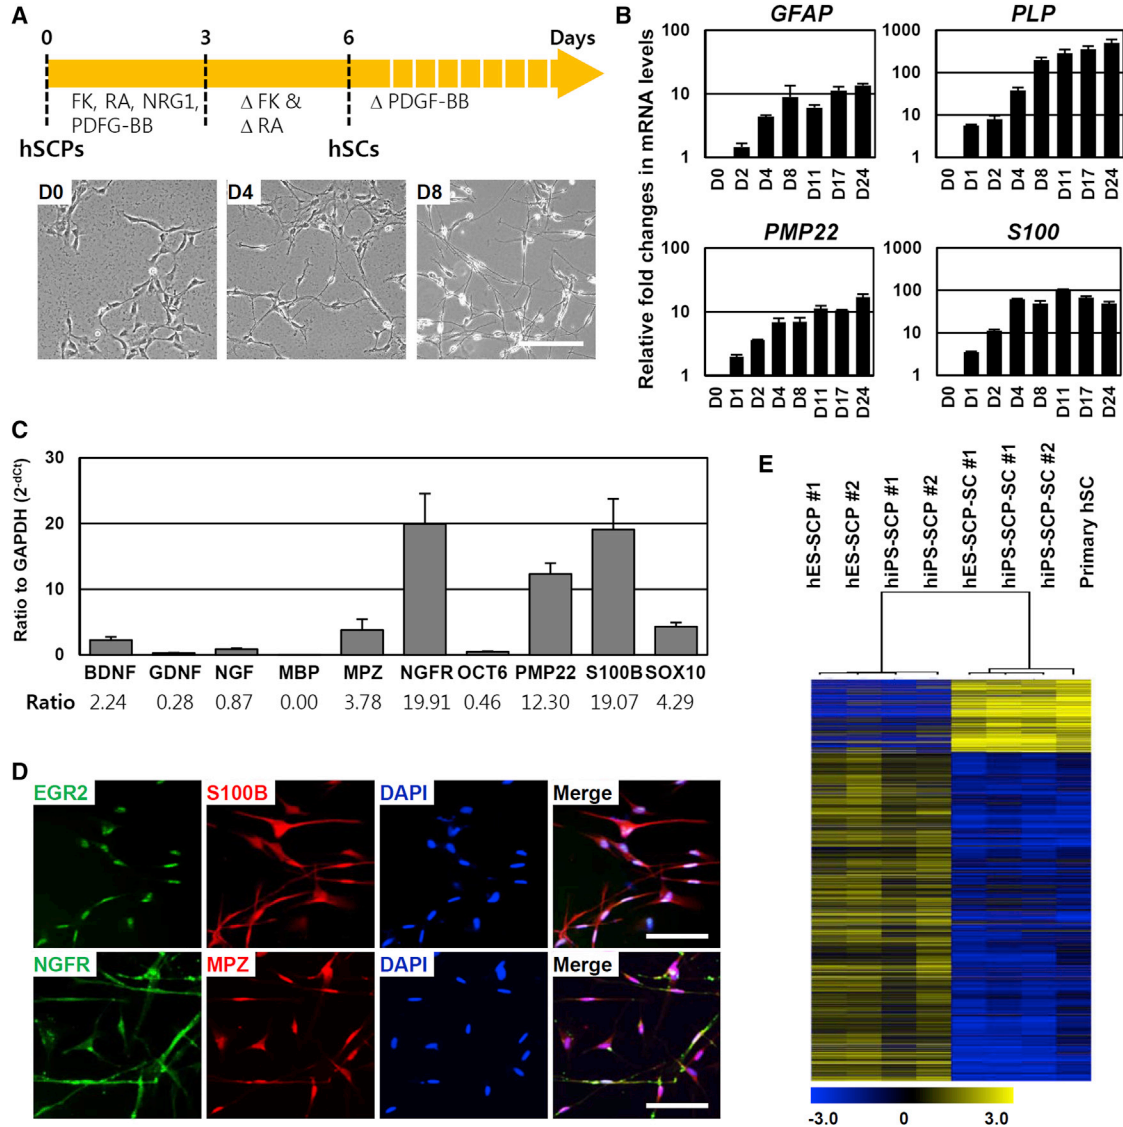 A
0 3 6 Days
FK, RA, NRG1,
PDFG-BB
Δ FK &
Δ RA
Δ PDGF-BB
hSCPs hSCs
D0 D4 D8
B
Relative fold changes in mRNA levels
GFAP
100
10
1
D0 D2 D4 D8 D11 D17 D24
PLP
1000
100
10
1
D0 D1 D2 D4 D8 D11 D17 D24
PMP22
100
10
1
D0 D1 D2 D4 D8 D11 D17 D24
S100
1000
100
10
1
D0 D1 D2 D4 D8 D11 D17 D24
C
Ratio to GAPDH (2-dCt)
30
20
10
0
BDNF GDNF NGF MBP MPZ NGFR OCT6 PMP22 S100B SOX10
Ratio 2.24 0.28 0.87 0.00 3.78 19.91 0.46 12.30 19.07 4.29
D
EGR2 S100B DAPI Merge
NGFR MPZ DAPI Merge
E
hES-SCP #1
hES-SCP #2
hiPS-SCP #1
hiPS-SCP #2
hES-SCP-SC #1
hiPS-SCP-SC #1
hiPS-SCP-SC #2
Primary hSC
-3.0 0 3.0